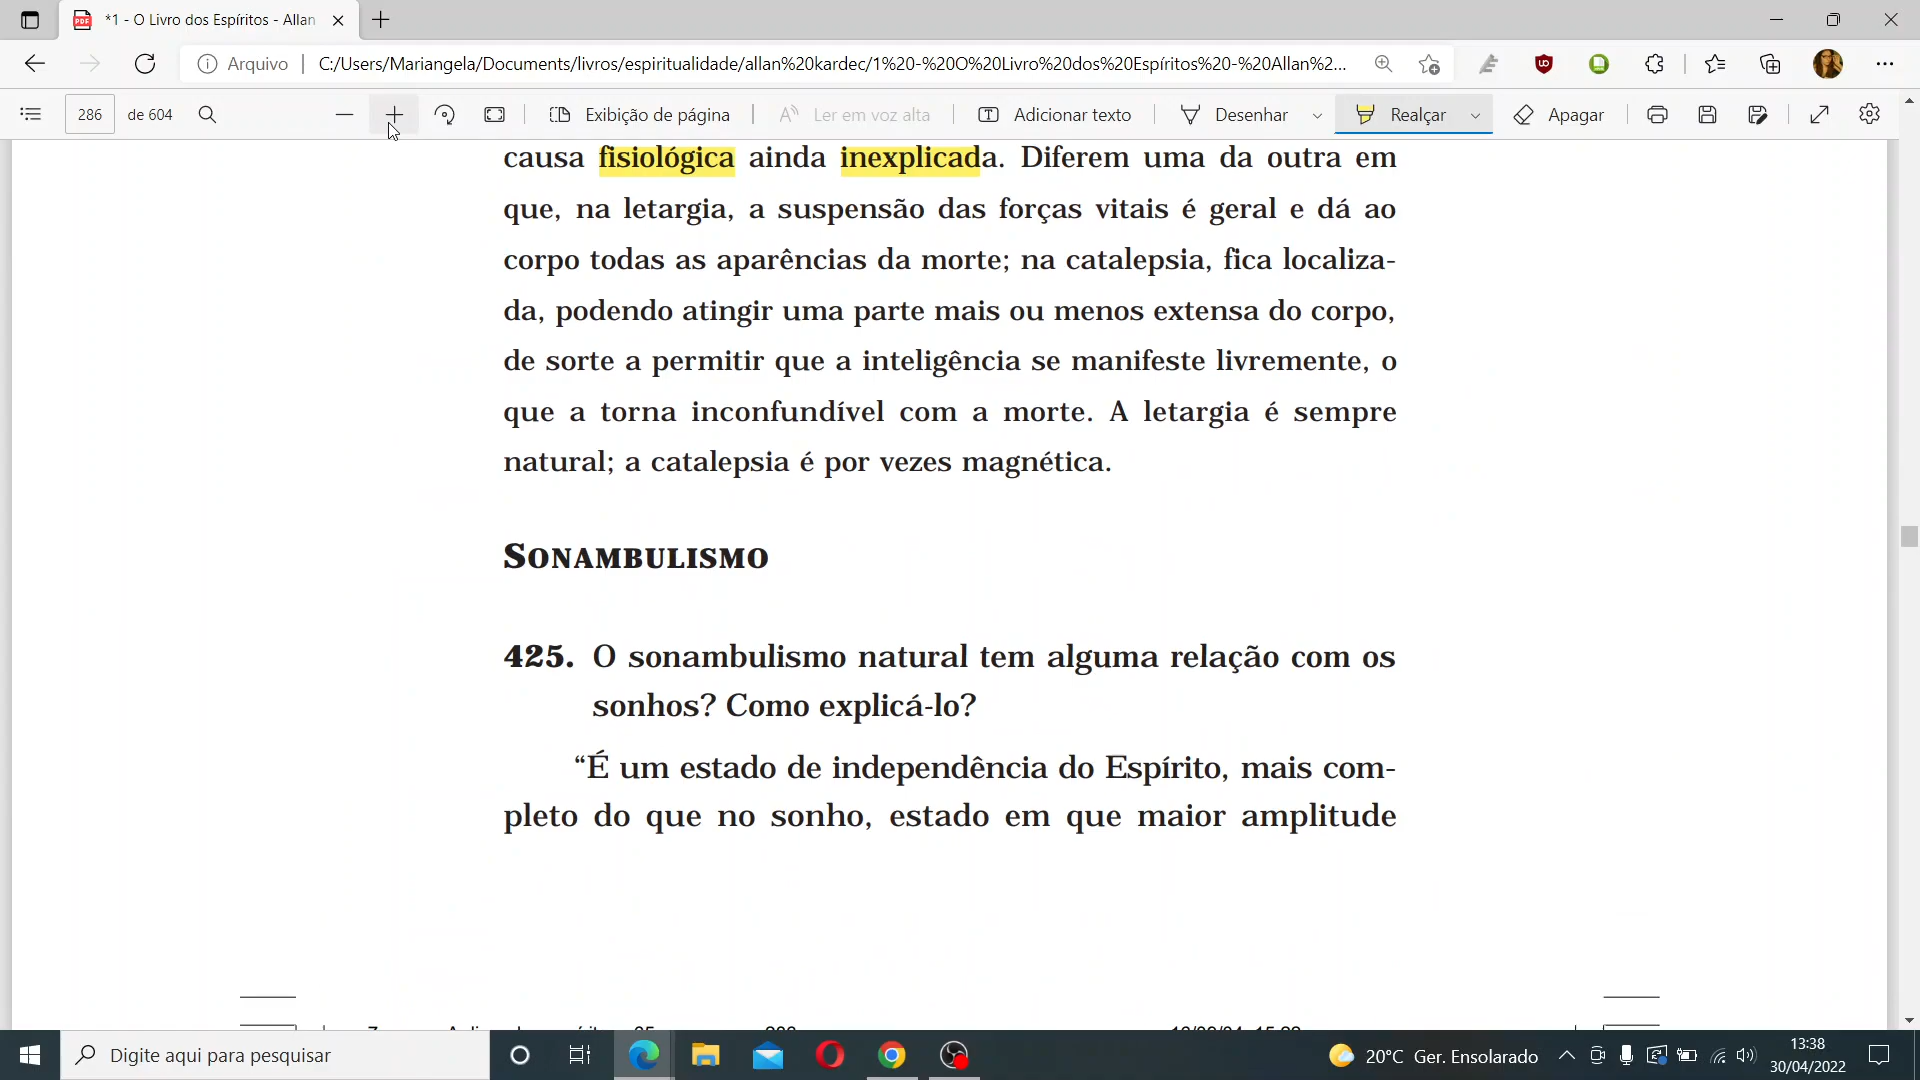 *1 - O Livro dos Espíritos - Allan
Arquivo C:/Users/Mariangela/Documents/livros/espiritualidade/allan%20kardec/1%20-%20O%20Livro%20dos%20Espíritos%20-%20Allan%2...
286 de 604 Exibição de página Ler em voz alta Adicionar texto Desenhar Realçar Apagar
causa fisiológica ainda inexplicada. Diferem uma da outra em
que, na letargia, a suspensão das forças vitais é geral e dá ao
corpo todas as aparências da morte; na catalepsia, fica localiza-
da, podendo atingir uma parte mais ou menos extensa do corpo,
de sorte a permitir que a inteligência se manifeste livremente, o
que a torna inconfundível com a morte. A letargia é sempre
natural; a catalepsia é por vezes magnética.
SONAMBULISMO
425. O sonambulismo natural tem alguma relação com os
sonhos? Como explicá-lo?
“É um estado de independência do Espírito, mais com-
pleto do que no sonho, estado em que maior amplitude
Digite aqui para pesquisar
20°C Ger. Ensolarado
13:38
30/04/2022